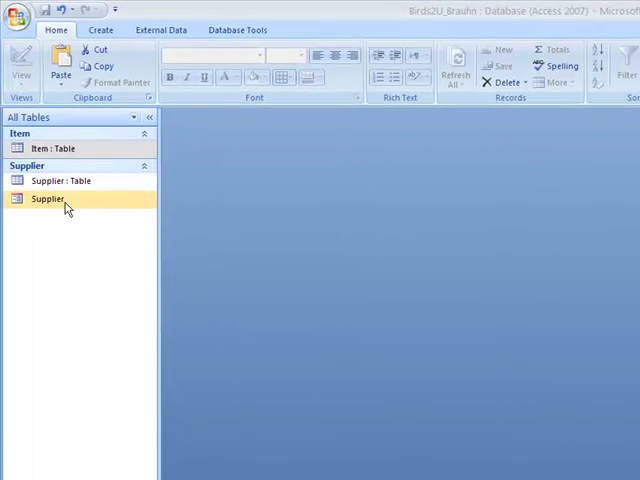 Birds2U_Brauhn : Database (Access 2007) - Microsof
Home Create External Data Database Tools
View
Paste
Cut
Copy
Format Painter
B I U A
Refresh All
New
Save
Delete
Totals
Spelling
More
Filter
Views Clipboard Font Rich Text Records Sor
All Tables
Item
Item : Table
Supplier
Supplier : Table
Supplier